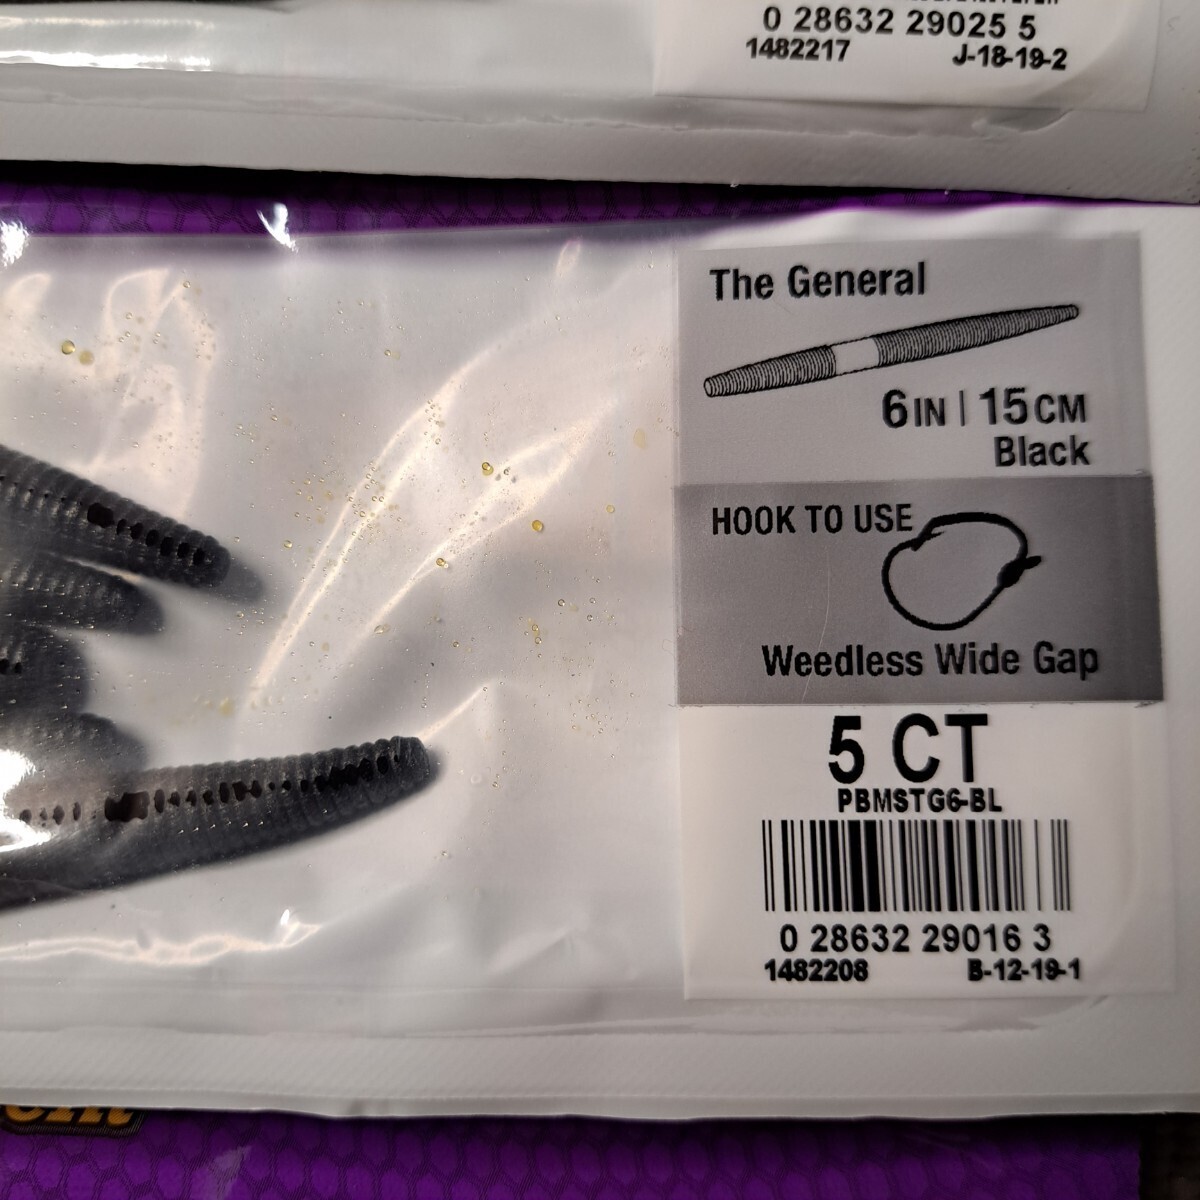 0 28632 29025 5
1482217 J-18-19-2
The General
6IN | 15CM
Black
HOOK TO USE
Weedless Wide Gap
5 CT
PBMSTG6-BL
0 28632 29016 3
1482208 B-12-19-1